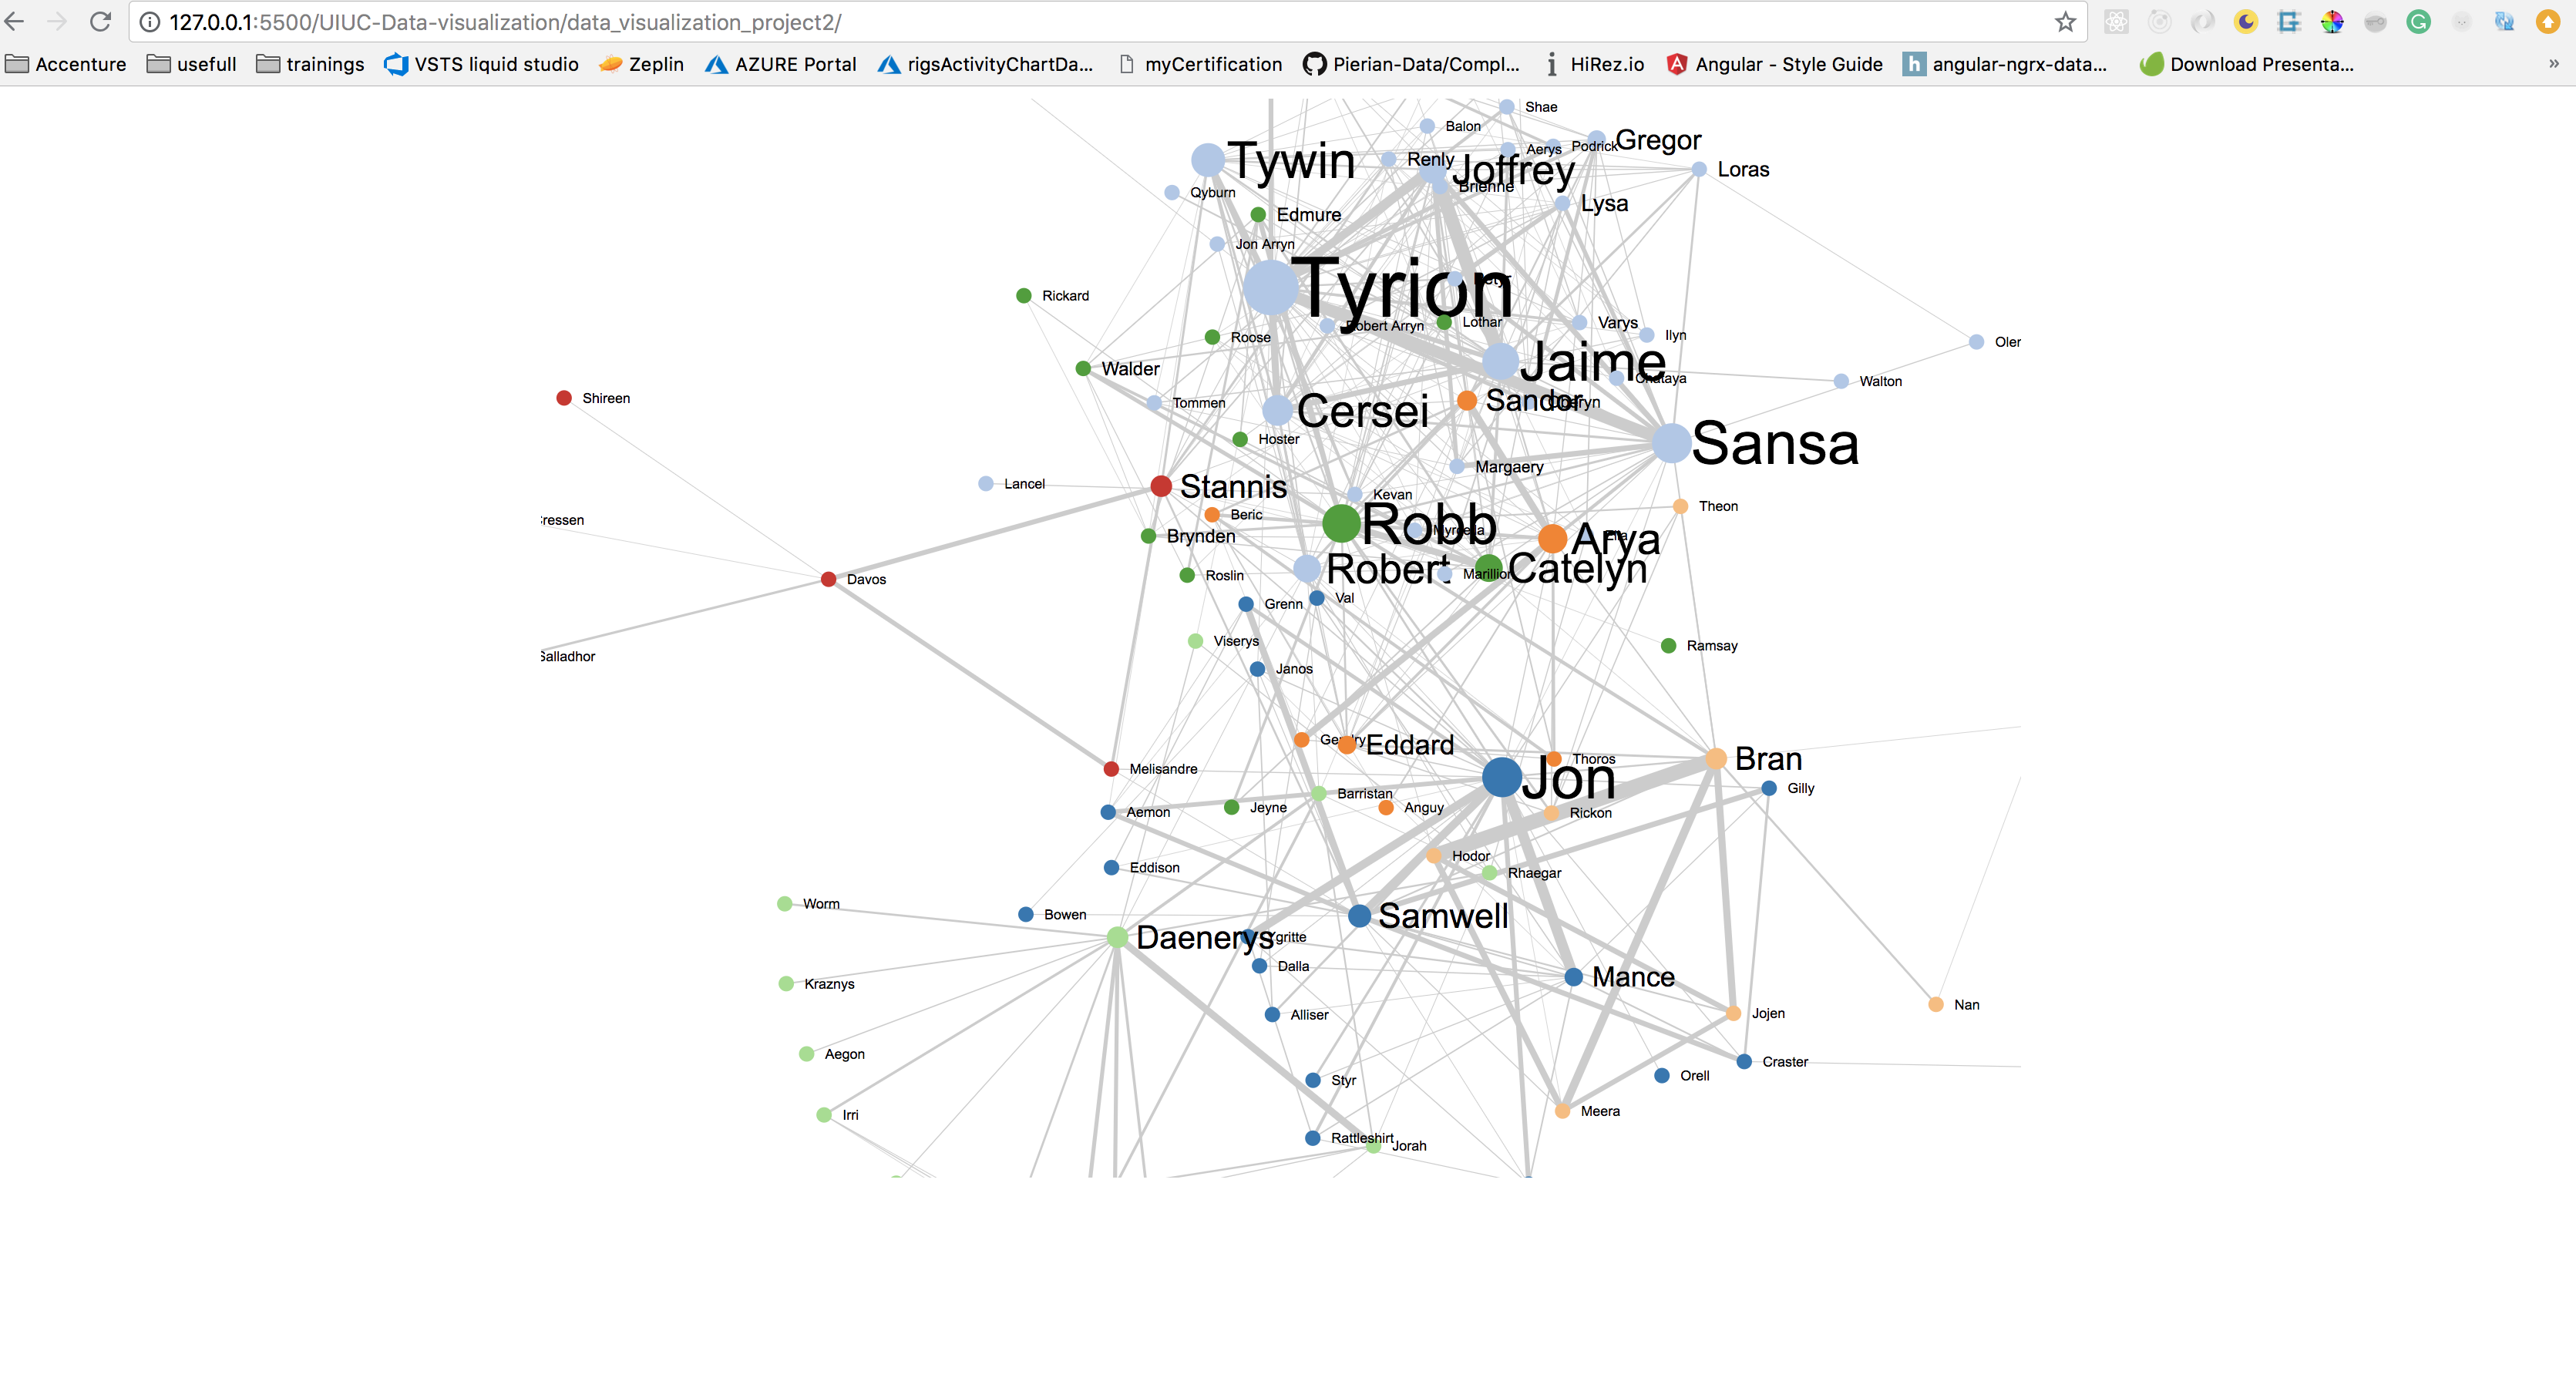 127.0.0.1:5500/UIUC-Data-visualization/data_visualization_project2/
Accenture usefull trainings VSTS liquid studio Zeplin AZURE Portal rigsActivityChartDa... myCertification Pierian-Data/Compl... HiRez.io Angular - Style Guide angular-ngrx-data... Download Presenta... »
Shae
Balon
Gregor
Podrick
Aerys
Tywin
Renly
Joffrey
Loras
Brienne
Qyburn
Lysa
Edmure
Jon Arryn
Tyrion
Rickard
Lothar
Varys
Robert Arryn
Ilyn
Roose
Oler
Jaime
Walder
Chataya
Walton
Shireen
Tommen
Cersei
Sandor
Oberyn
Hoster
Sansa
Margaery
Lancel
Stannis
Kevan
Theon
Beric
ressen
Robb
Myrcella
Brynden
Arya
Robert
Marillion
Catelyn
Roslin
Davos
Grenn
Val
Viserys
Ramsay
Salladhor
Janos
Gendry
Eddard
Thoros
Bran
Melisandre
Jon
Gilly
Barristan
Jeyne
Anguy
Aemon
Rickon
Hodor
Eddison
Rhaegar
Worm
Bowen
Samwell
Daenerys
Ygritte
Dalla
Mance
Kraznys
Nan
Jojen
Alliser
Aegon
Craster
Orell
Styr
Irri
Meera
Rattleshirt
Jorah